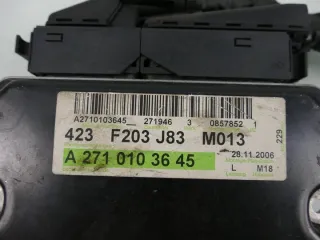 A2710103645 271946 3 0857852 1
423 F203 J83 M013
229
A 271 010 36 45
28.11.2006
L M18